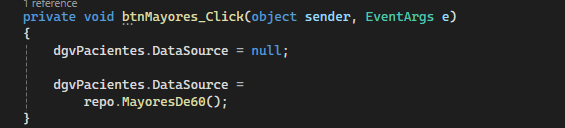 1 reference
private void btnMayores_Click(object sender, EventArgs e)
{
    dgvPacientes.DataSource = null;
    dgvPacientes.DataSource =
        repo.MayoresDe60();
}